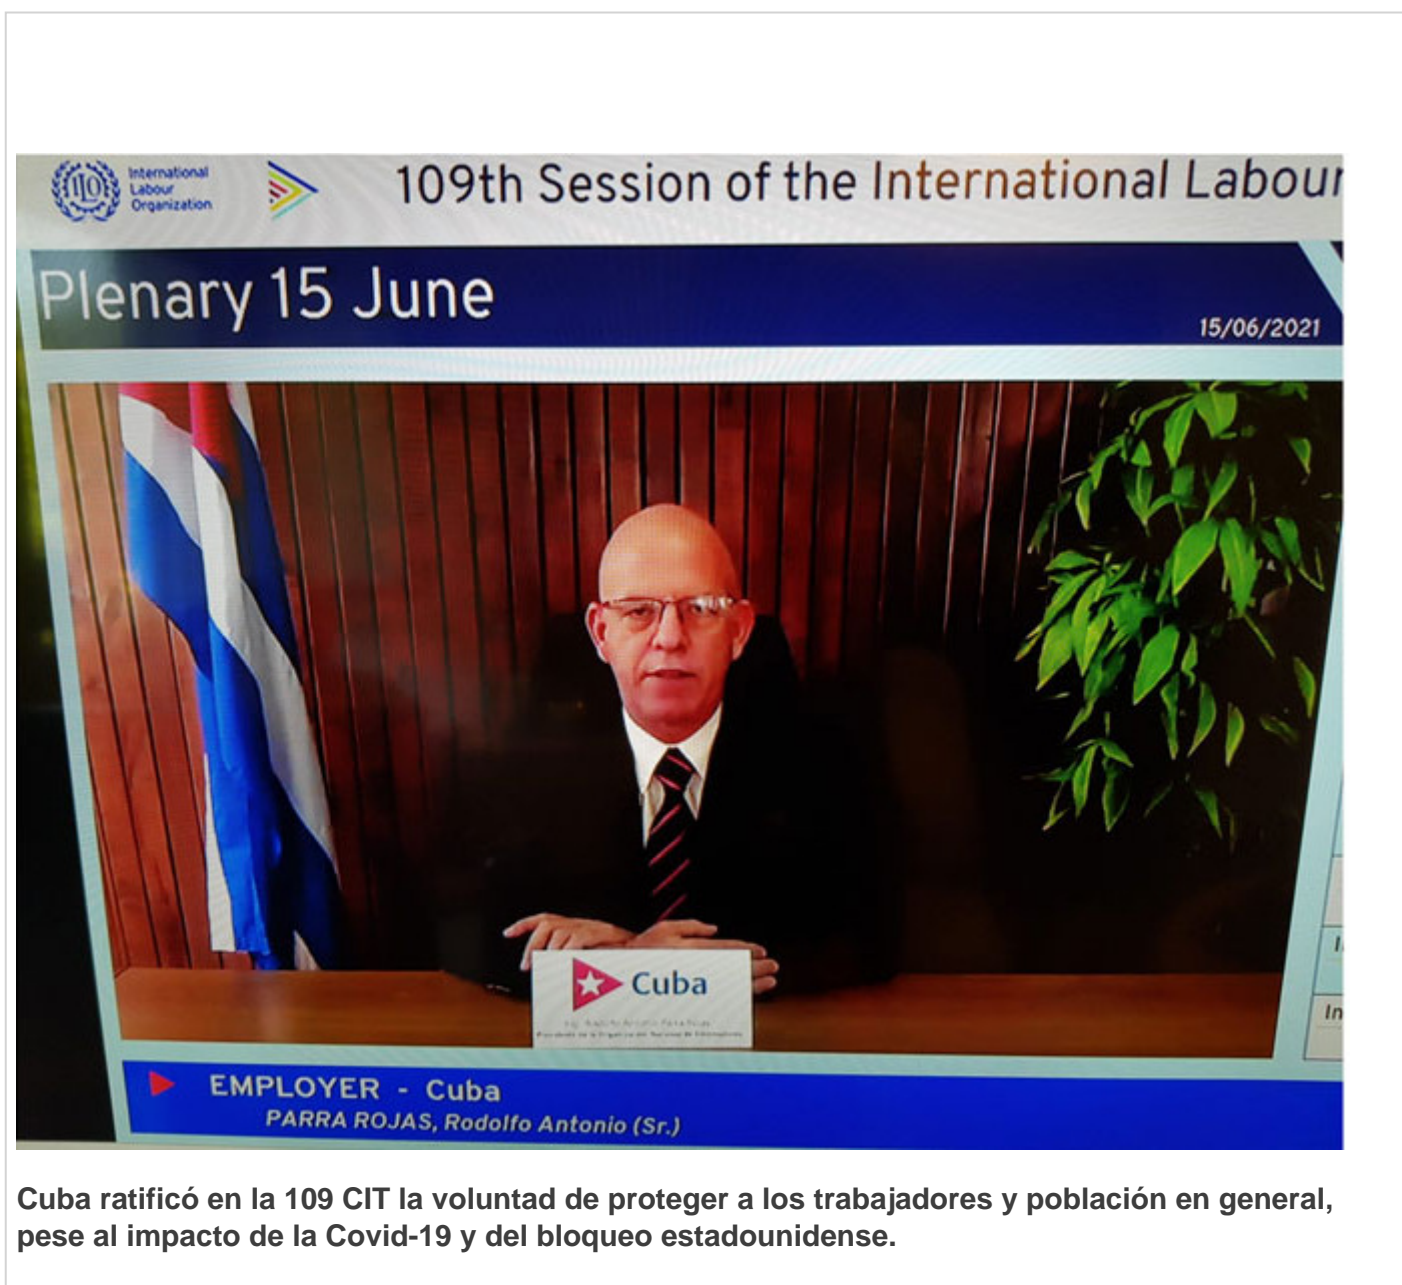 International
Labour
Organization
109th Session of the International Labour
Plenary 15 June
15/06/2021
Cuba
EMPLOYER - Cuba
PARRA ROJAS, Rodolfo Antonio (Sr.)
Cuba ratificó en la 109 CIT la voluntad de proteger a los trabajadores y población en general,
pese al impacto de la Covid-19 y del bloqueo estadounidense.